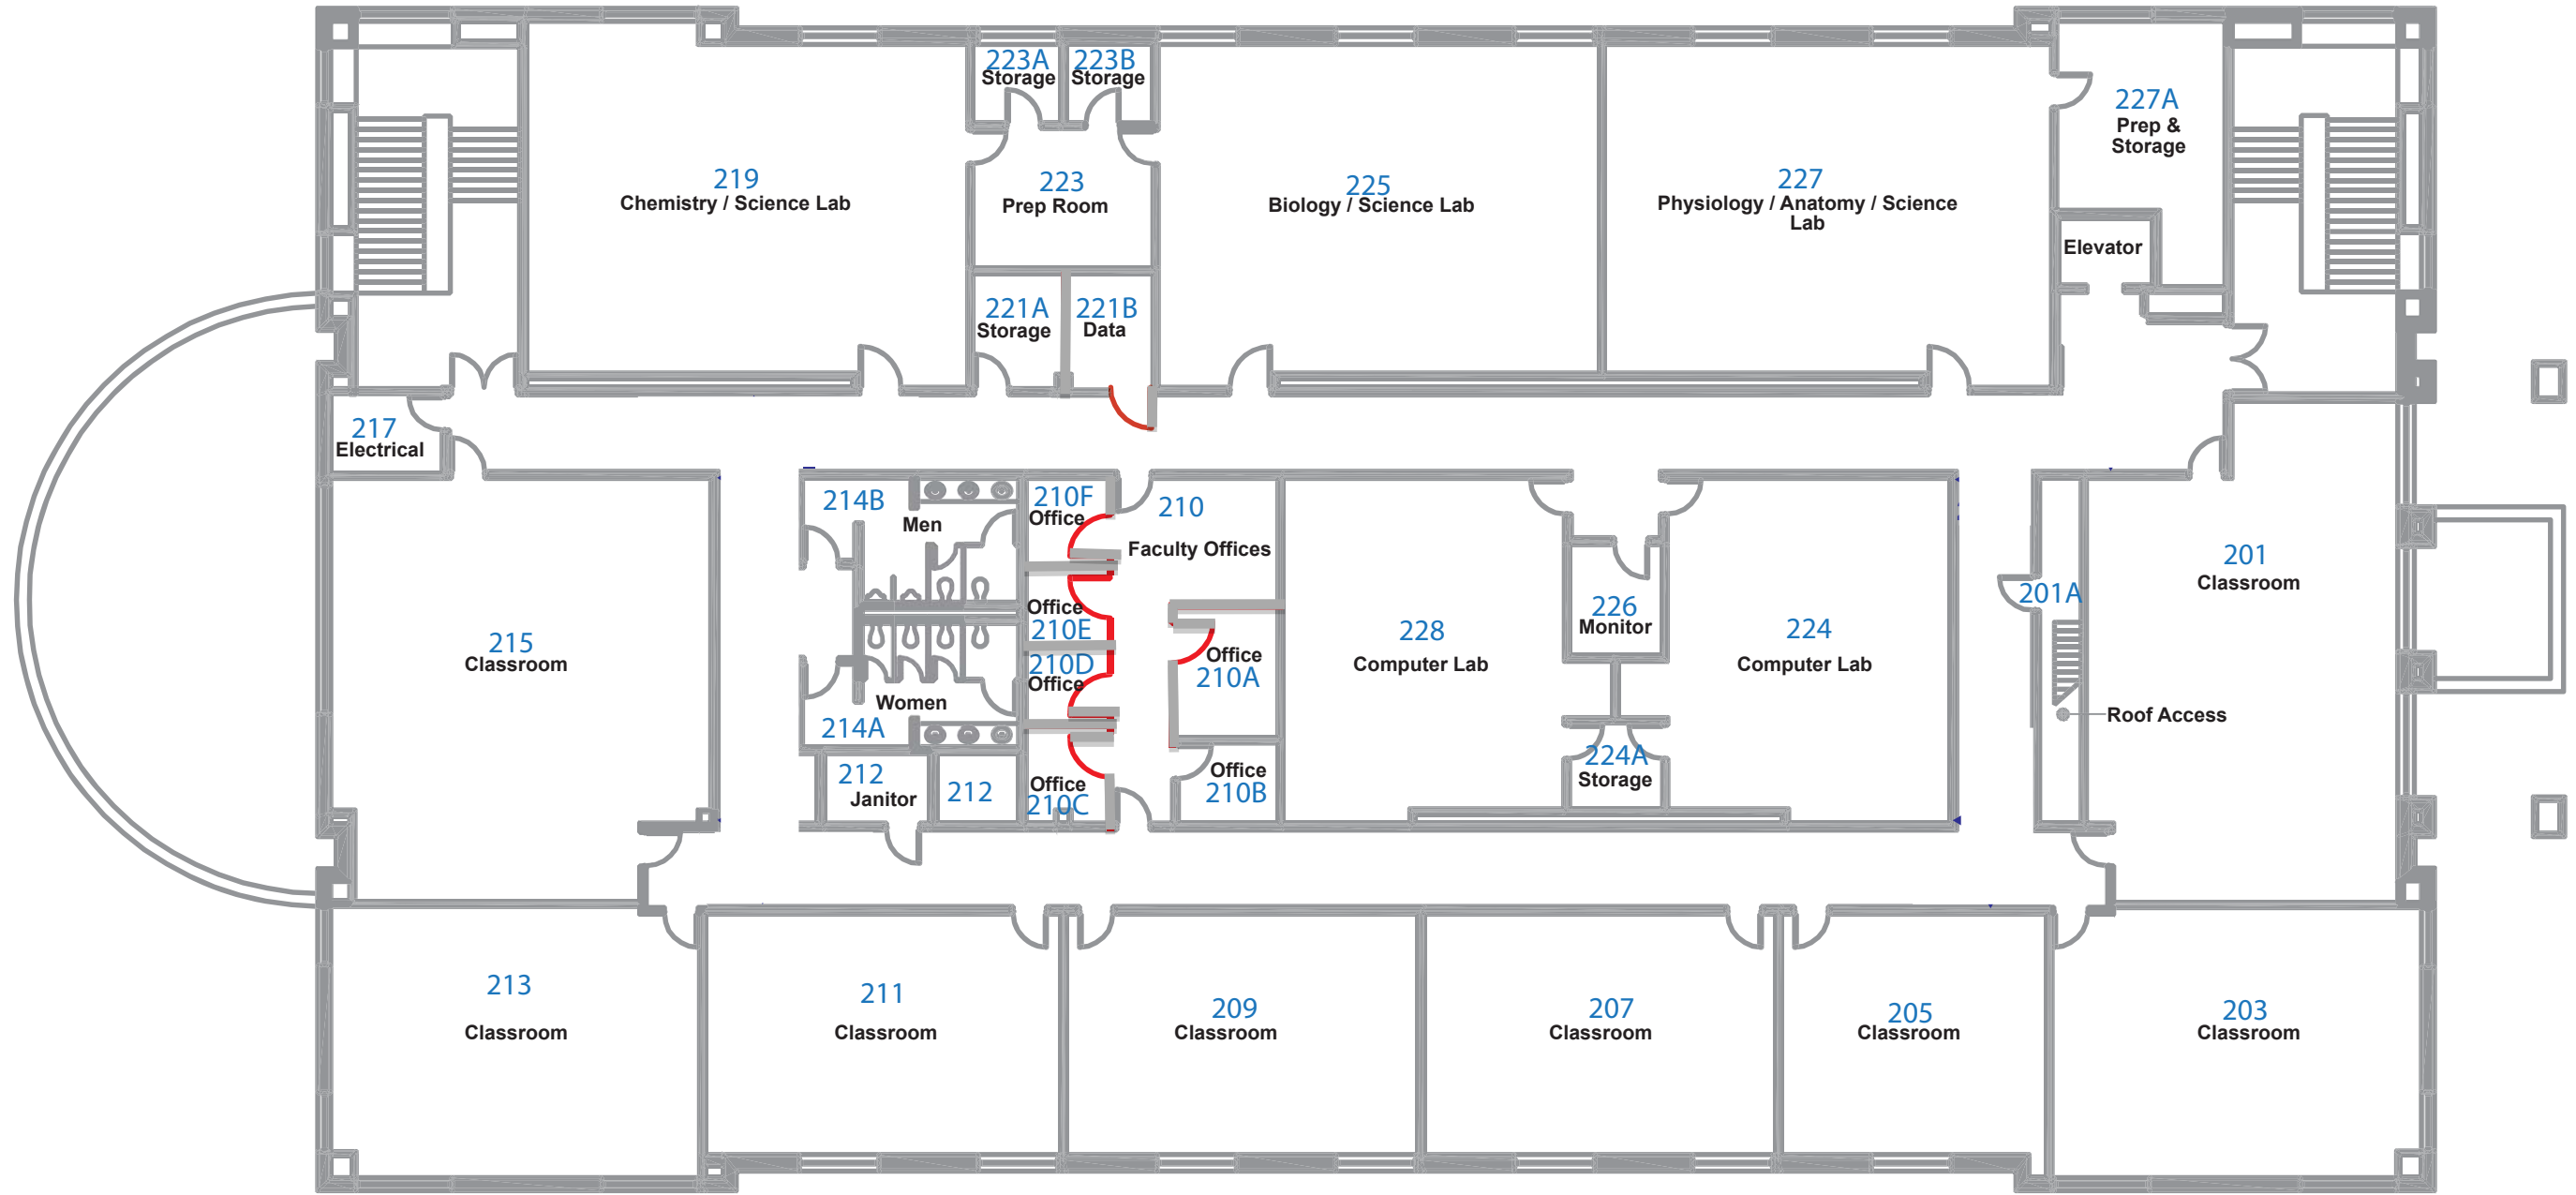 223A
Storage
223B
Storage
227A
Prep &
Storage
219
Chemistry / Science Lab
223
Prep Room
225
Biology / Science Lab
227
Physiology / Anatomy / Science
Lab
Elevator
221A
Storage
221B
Data
217
Electrical
214B
Men
210F
Office
210
Faculty Offices
201
Classroom
201A
226
Monitor
Office
210E
228
Computer Lab
224
Computer Lab
215
Classroom
210D
Office
Office
210A
Women
214A
Roof Access
212
Janitor
212
Office
210C
Office
210B
224A
Storage
213
Classroom
211
Classroom
209
Classroom
207
Classroom
205
Classroom
203
Classroom